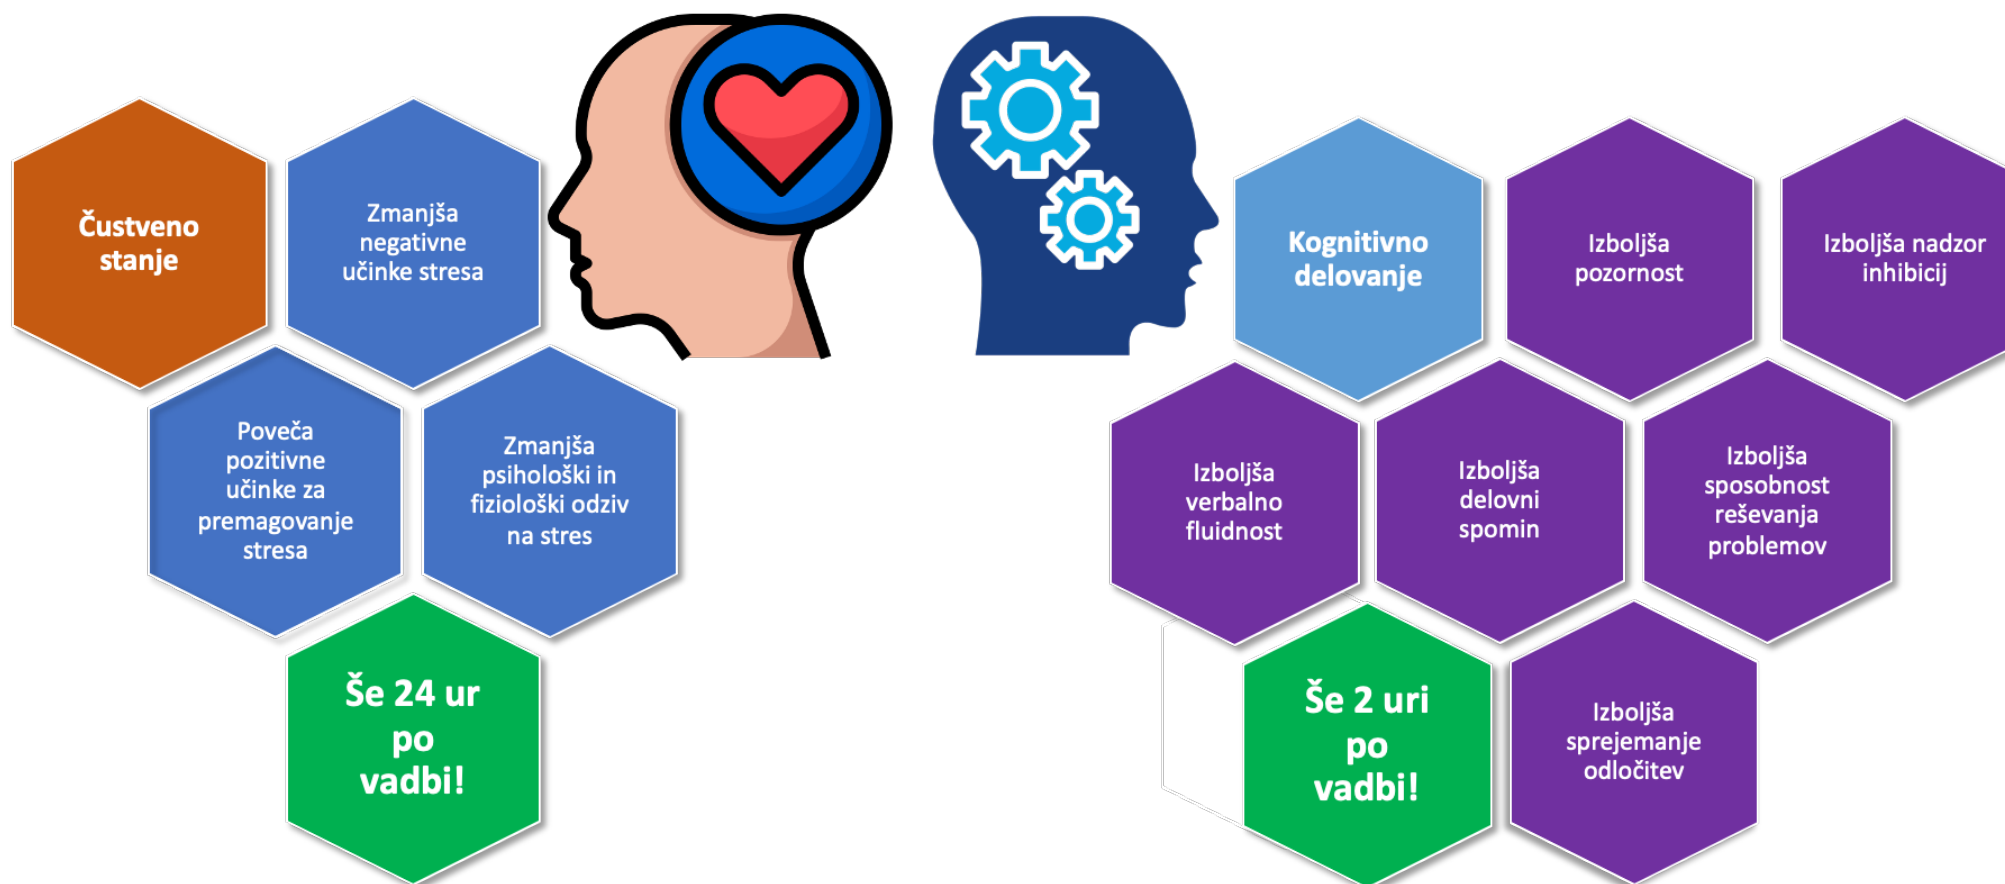 Čustveno
stanje
Zmanjša
negativne
učinke stresa
Poveča
pozitivne
učinke za
premagovanje
stresa
Zmanjša
psihološki in
fiziološki odziv
na stres
Še 24 ur
po
vadbi!
Kognitivno
delovanje
Izboljša
pozornost
Izboljša nadzor
inhibicij
Izboljša
verbalno
fluidnost
Izboljša
delovni
spomin
Izboljša
sposobnost
reševanja
problemov
Še 2 uri
po
vadbi!
Izboljša
sprejemanje
odločitev